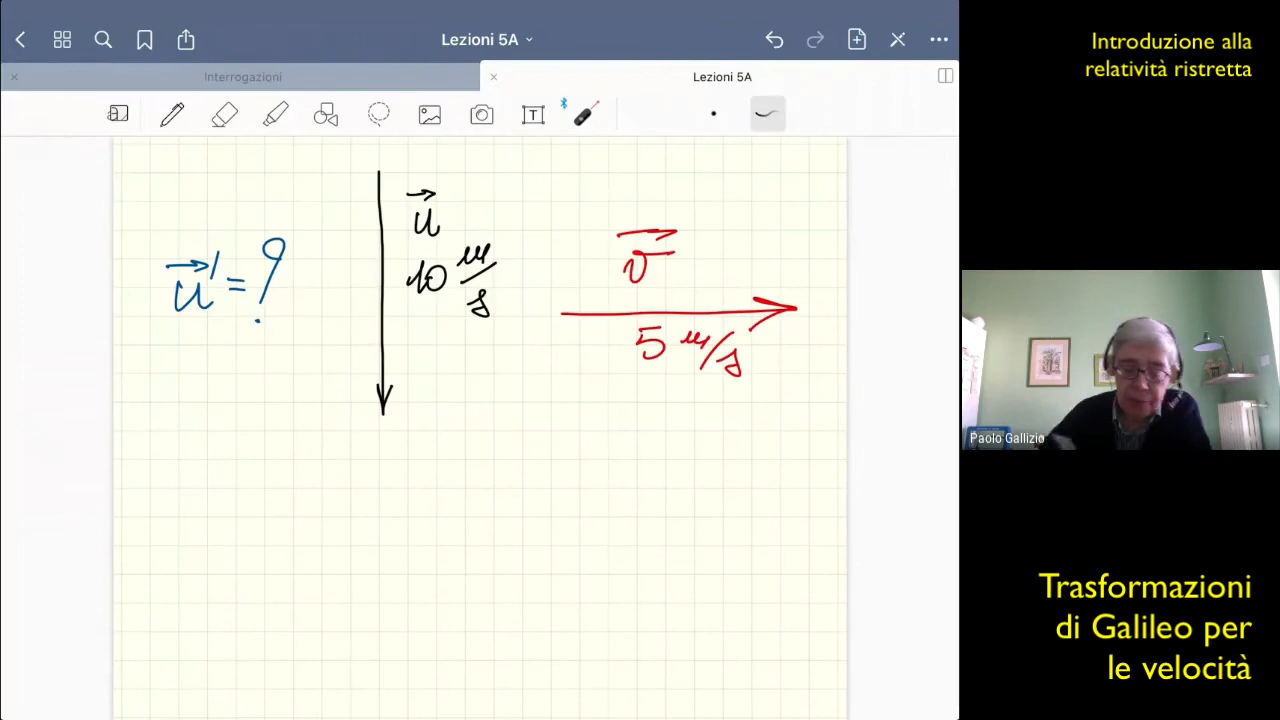 Lezioni 5A
Interrogazioni
Lezioni 5A
T
u
10 m/s
u' = ?
v
5 m/s
Introduzione alla
relatività ristretta
Paolo Gallizio
Trasformazioni
di Galileo per
le velocità